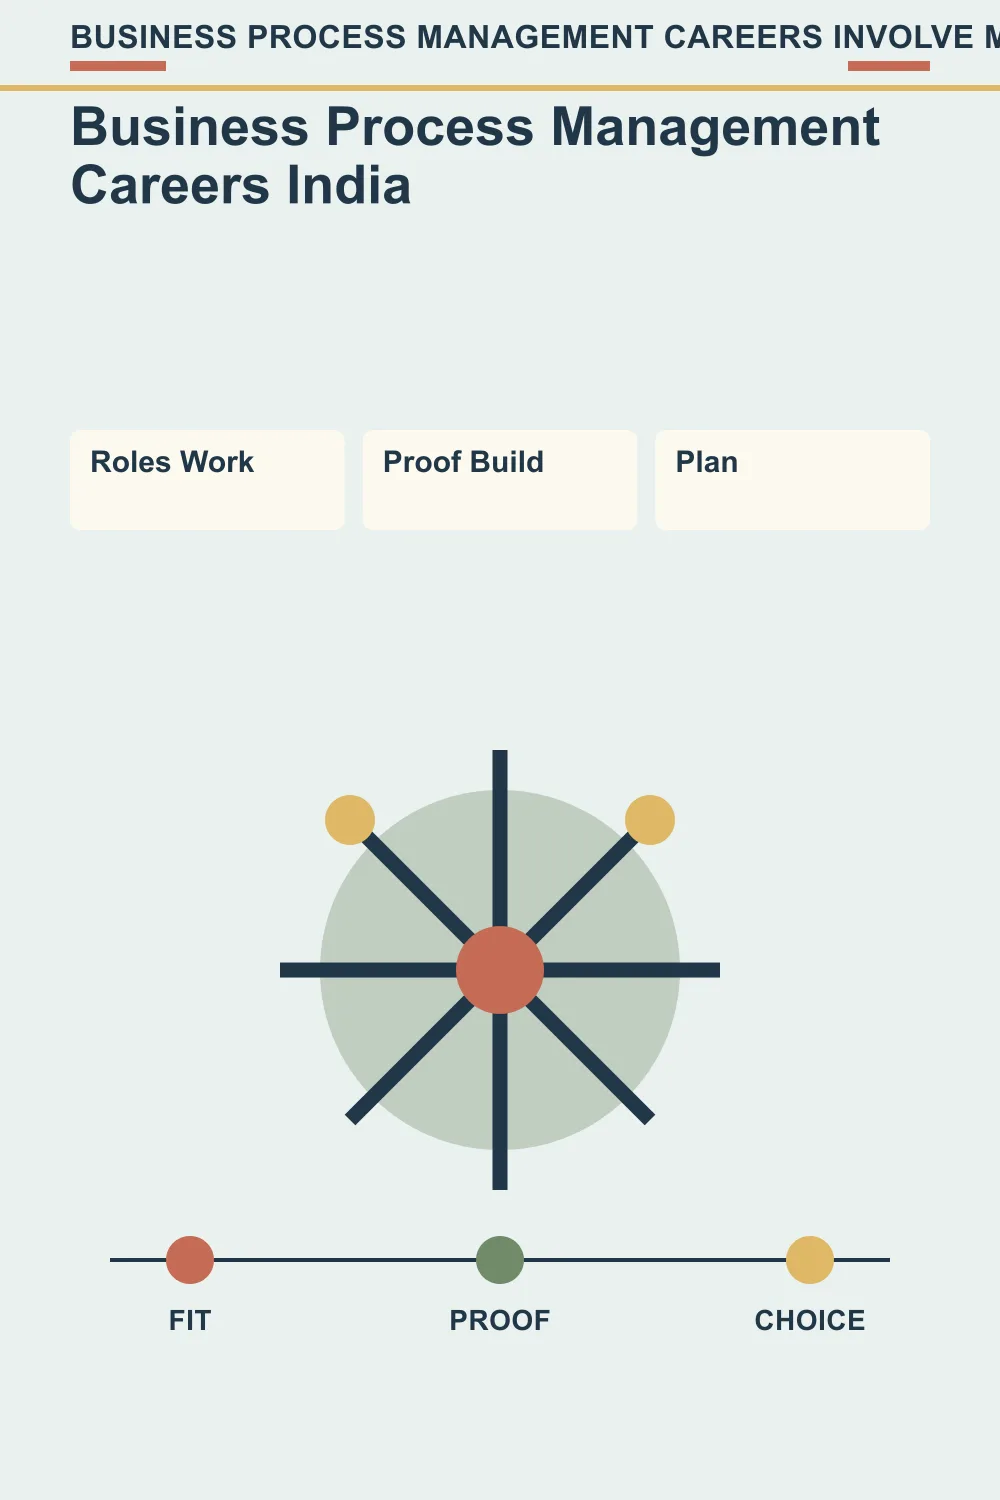 BUSINESS PROCESS MANAGEMENT CAREERS INVOLVE
Business Process Management
Careers India
Roles Work
Proof Build
Plan
FIT
PROOF
CHOICE